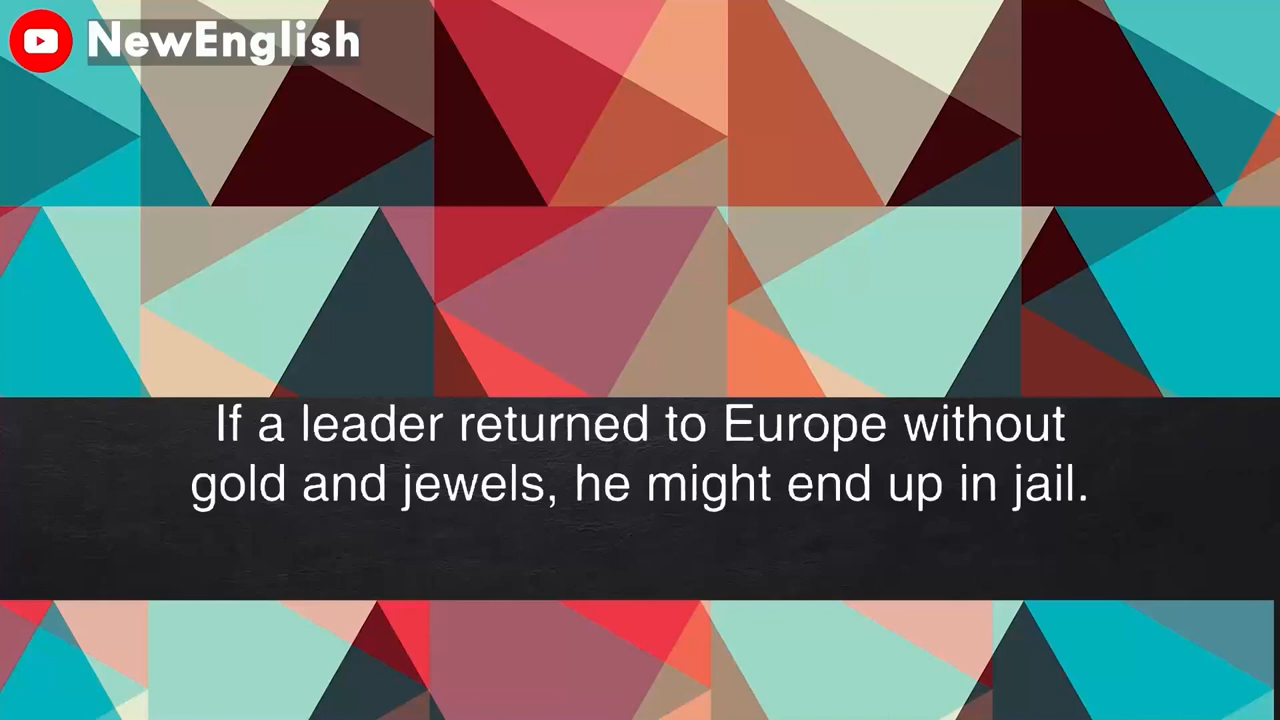 NewEnglish
If a leader returned to Europe without
gold and jewels, he might end up in jail.